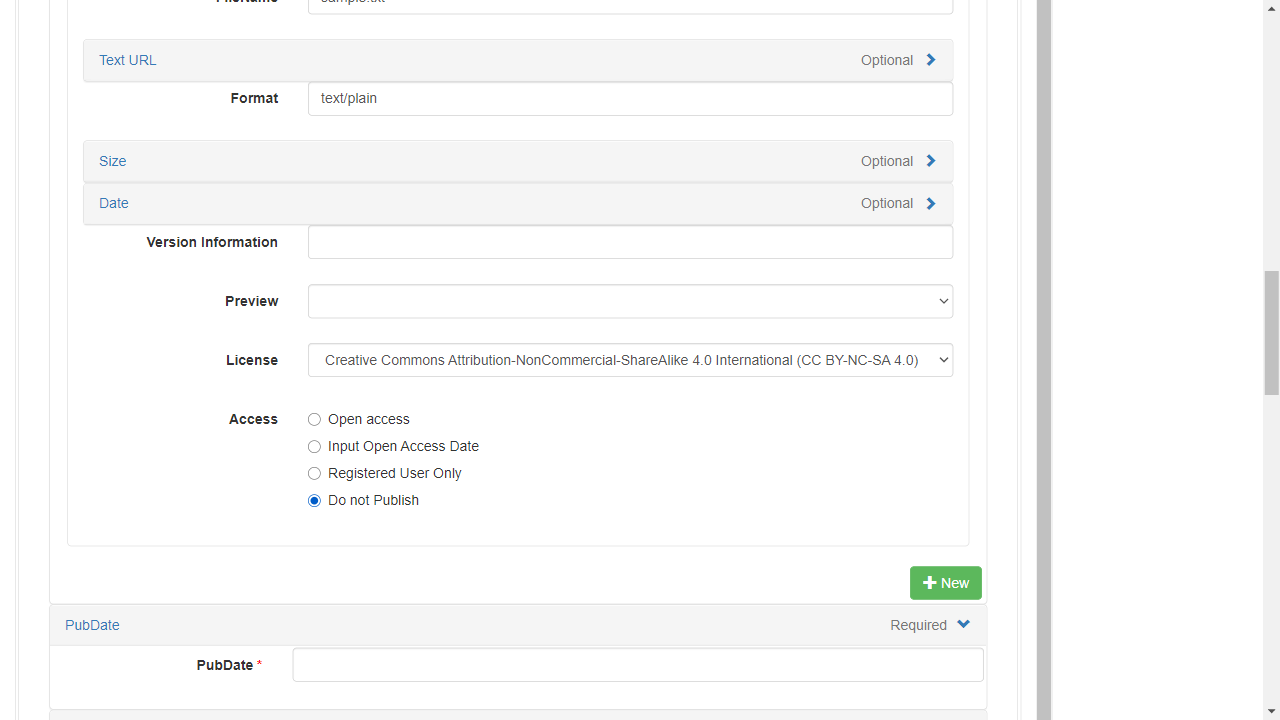 Text URL Optional
Format text/plain
Size Optional
Date Optional
Version Information
Preview
License Creative Commons Attribution-NonCommercial-ShareAlike 4.0 International (CC BY-NC-SA 4.0)
Access Open access
Input Open Access Date
Registered User Only
Do not Publish
New
PubDate Required
PubDate *